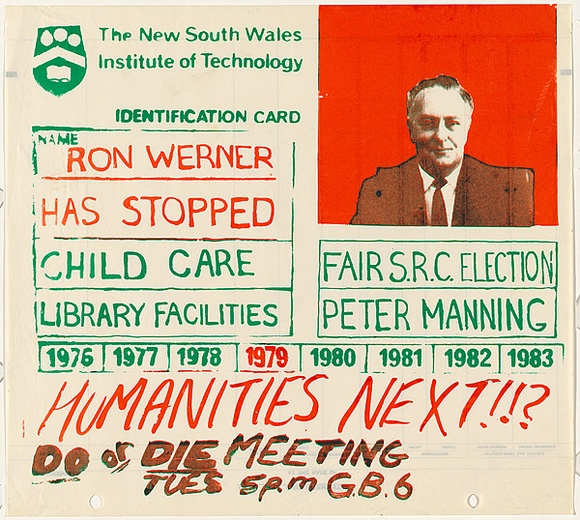 The New South Wales
Institute of Technology
IDENTIFICATION CARD
NAME
RON WERNER
HAS STOPPED
CHILD CARE
LIBRARY FACILITIES
FAIR S.R.C. ELECTION
PETER MANNING
1976 1977 1978 1979 1980 1981 1982 1983
HUMANITIES NEXT!!?
DO or DIE MEETING
TUES 5pm G.B.6